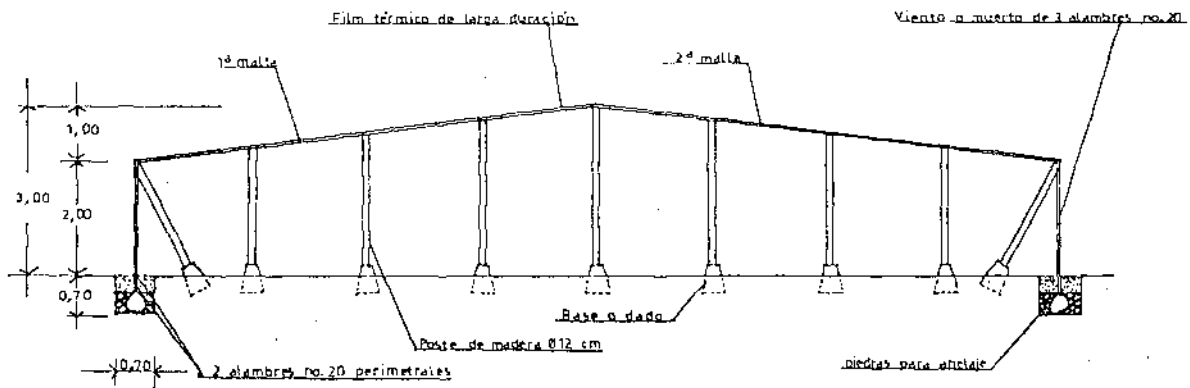 Film térmico de larga duración
Viento o muerto de 3 alambres no.20
1ª malla
2ª malla
1,00
3,00
2,00
0,70
Base o dado
Poste de madera Ø12 cm
0,70
2 alambres no.20 perimetrales
piedras para anclaje